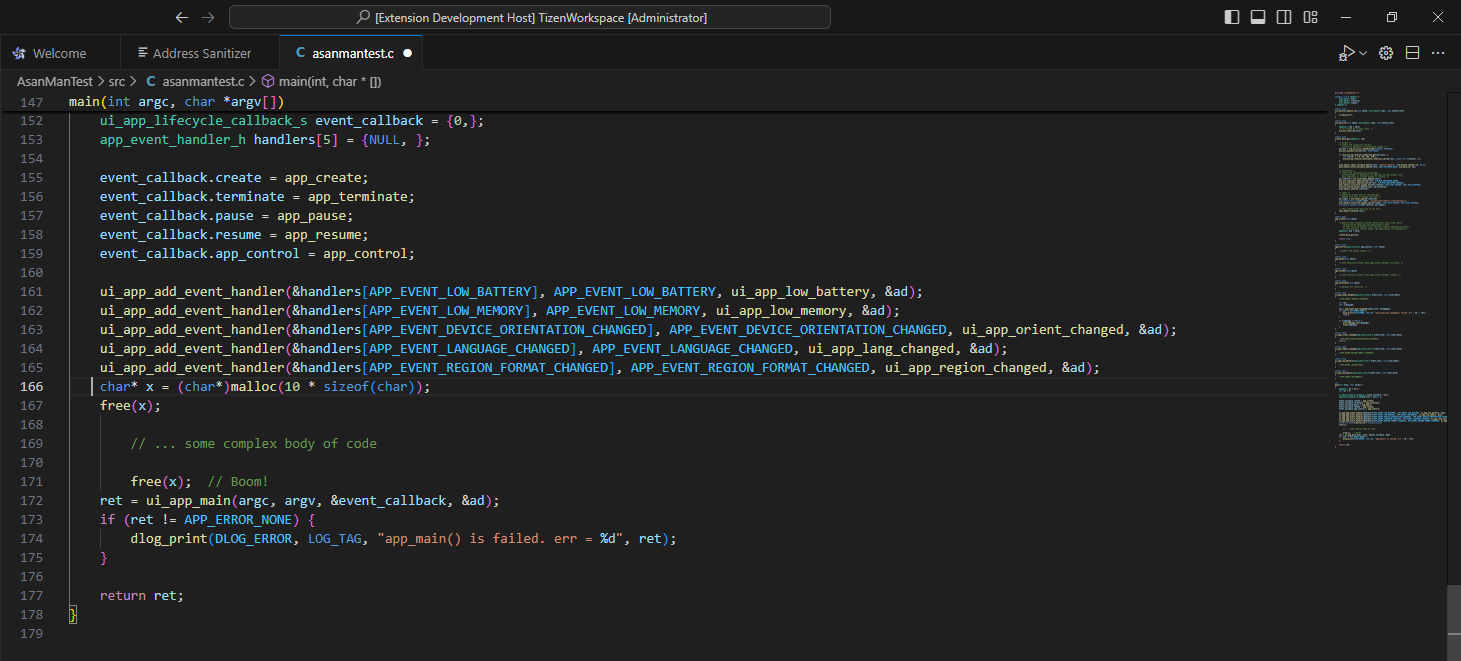 [Extension Development Host] TizenWorkspace [Administrator]
Welcome
Address Sanitizer
C asanmantest.c
AsanManTest > src > C asanmantest.c > main(int, char * [])
147 main(int argc, char *argv[])
152 ui_app_lifecycle_callback_s event_callback = {0,};
153 app_event_handler_h handlers[5] = {NULL, };
154
155 event_callback.create = app_create;
156 event_callback.terminate = app_terminate;
157 event_callback.pause = app_pause;
158 event_callback.resume = app_resume;
159 event_callback.app_control = app_control;
160
161 ui_app_add_event_handler(&handlers[APP_EVENT_LOW_BATTERY], APP_EVENT_LOW_BATTERY, ui_app_low_battery, &ad);
162 ui_app_add_event_handler(&handlers[APP_EVENT_LOW_MEMORY], APP_EVENT_LOW_MEMORY, ui_app_low_memory, &ad);
163 ui_app_add_event_handler(&handlers[APP_EVENT_DEVICE_ORIENTATION_CHANGED], APP_EVENT_DEVICE_ORIENTATION_CHANGED, ui_app_orient_changed, &ad);
164 ui_app_add_event_handler(&handlers[APP_EVENT_LANGUAGE_CHANGED], APP_EVENT_LANGUAGE_CHANGED, ui_app_lang_changed, &ad);
165 ui_app_add_event_handler(&handlers[APP_EVENT_REGION_FORMAT_CHANGED], APP_EVENT_REGION_FORMAT_CHANGED, ui_app_region_changed, &ad);
166 char* x = (char*)malloc(10 * sizeof(char));
167 free(x);
168
169 // ... some complex body of code
170
171 free(x);  // Boom!
172 ret = ui_app_main(argc, argv, &event_callback, &ad);
173 if (ret != APP_ERROR_NONE) {
174 dlog_print(DLOG_ERROR, LOG_TAG, "app_main() is failed. err = %d", ret);
175 }
176
177 return ret;
178 }
179